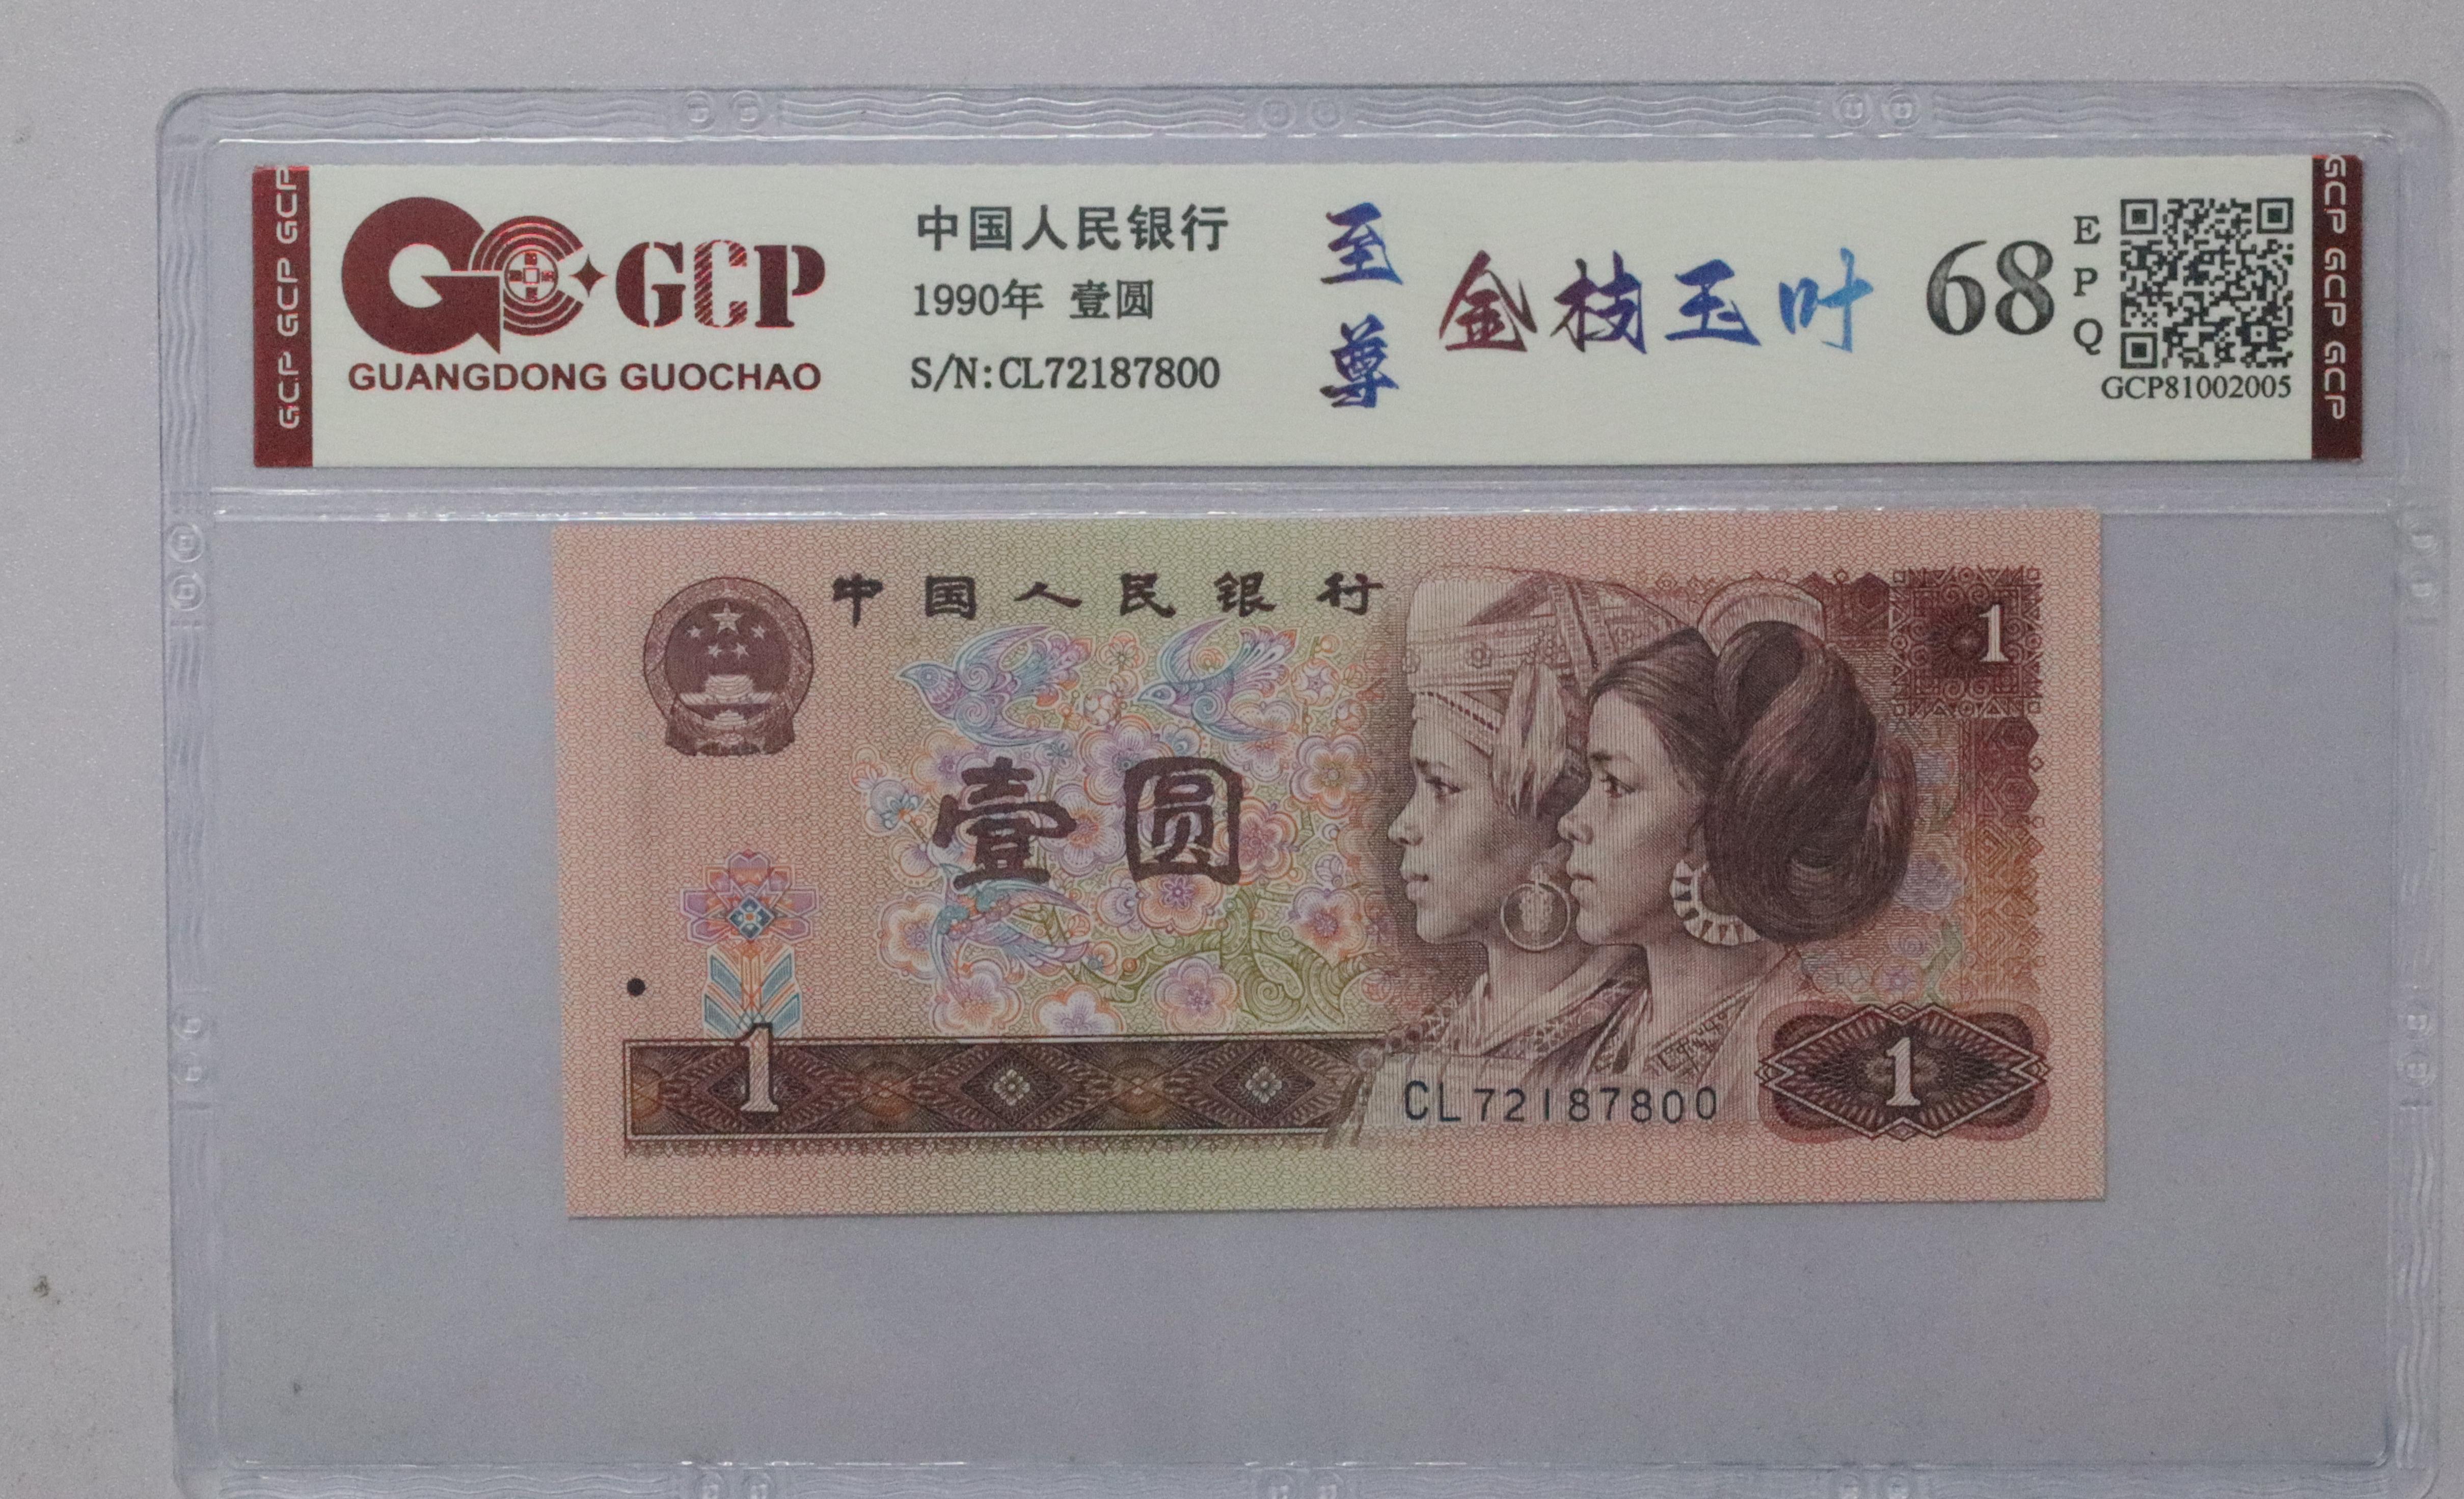 GCP GCP GCP
GCP
GUANGDONG GUOCHAO
中国人民银行
1990年 壹圆
S/N:CL72187800
至尊
金枝玉叶
68
EPQ
GCP81002005
GCP GCP GCP
中国人民银行
1
壹圆
1
CL72187800
1